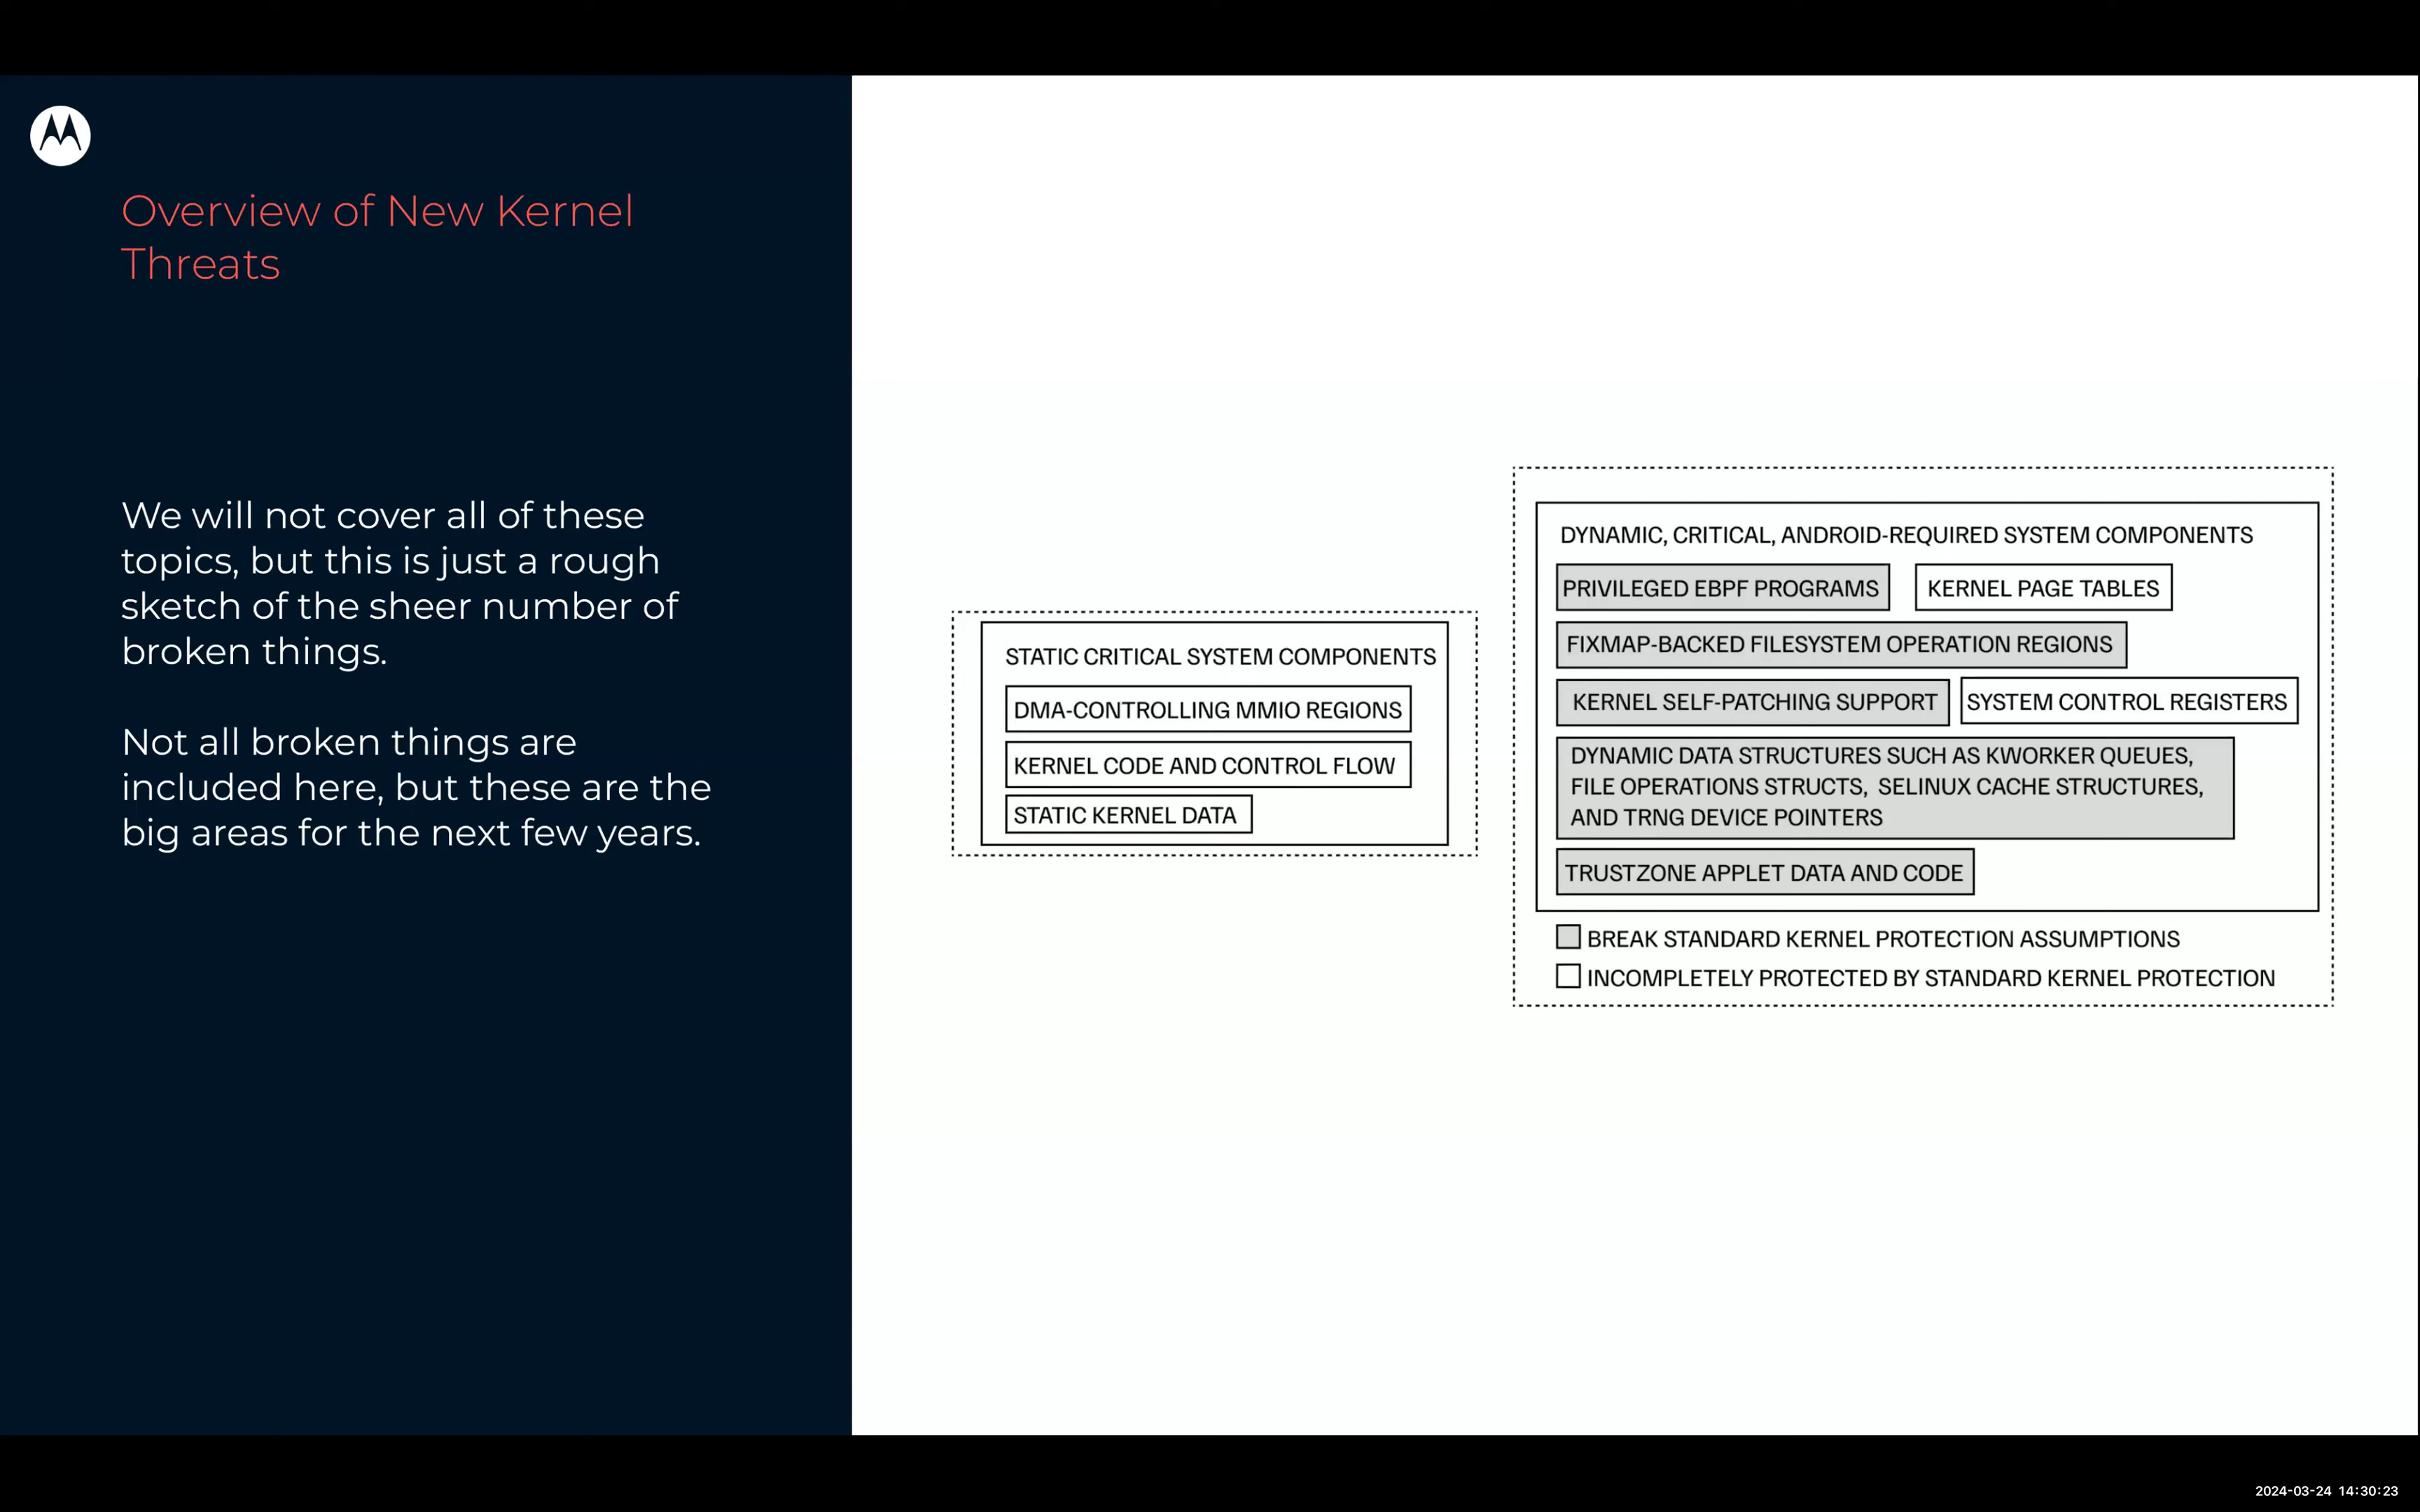 Overview of New Kernel
Threats
We will not cover all of these
topics, but this is just a rough
sketch of the sheer number of
broken things.
Not all broken things are
included here, but these are the
big areas for the next few years.
STATIC CRITICAL SYSTEM COMPONENTS
DMA-CONTROLLING MMIO REGIONS
KERNEL CODE AND CONTROL FLOW
STATIC KERNEL DATA
DYNAMIC, CRITICAL, ANDROID-REQUIRED SYSTEM COMPONENTS
PRIVILEGED EBPF PROGRAMS
KERNEL PAGE TABLES
FIXMAP-BACKED FILESYSTEM OPERATION REGIONS
KERNEL SELF-PATCHING SUPPORT
SYSTEM CONTROL REGISTERS
DYNAMIC DATA STRUCTURES SUCH AS KWORKER QUEUES,
FILE OPERATIONS STRUCTS, SELINUX CACHE STRUCTURES,
AND TRNG DEVICE POINTERS
TRUSTZONE APPLET DATA AND CODE
BREAK STANDARD KERNEL PROTECTION ASSUMPTIONS
INCOMPLETELY PROTECTED BY STANDARD KERNEL PROTECTION
2024-03-24 14:30:23